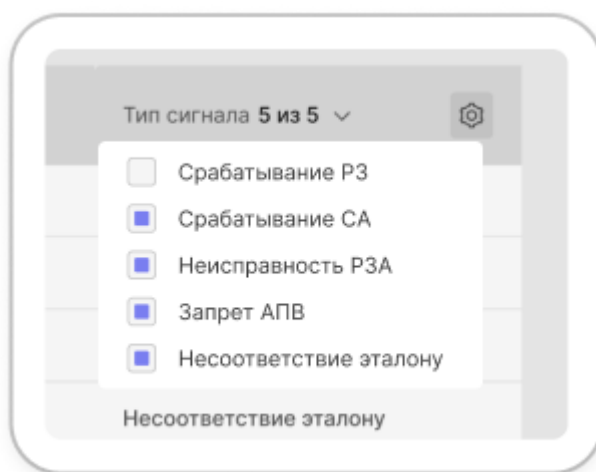 Тип сигнала 5 из 5
Срабатывание РЗ
Срабатывание СА
Неисправность РЗА
Запрет АПВ
Несоответствие эталону
Несоответствие эталону